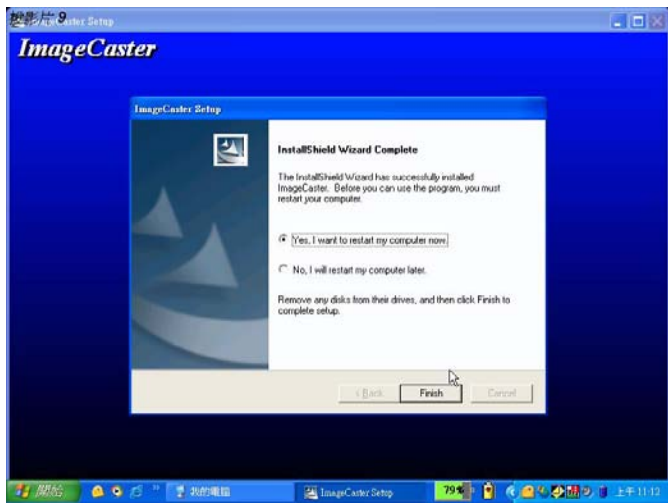 投影片 9
ImageCaster Setup
ImageCaster
ImageCaster Setup
InstallShield Wizard Complete
The InstallShield Wizard has successfully installed
ImageCaster. Before you can use the program, you must
restart your computer.
Yes, I want to restart my computer now.
No, I will restart my computer later.
Remove any disks from their drives, and then click Finish to
complete setup.
< Back
Finish
Cancel
開始
我的電腦
ImageCaster Setup
79%
上午 11:12